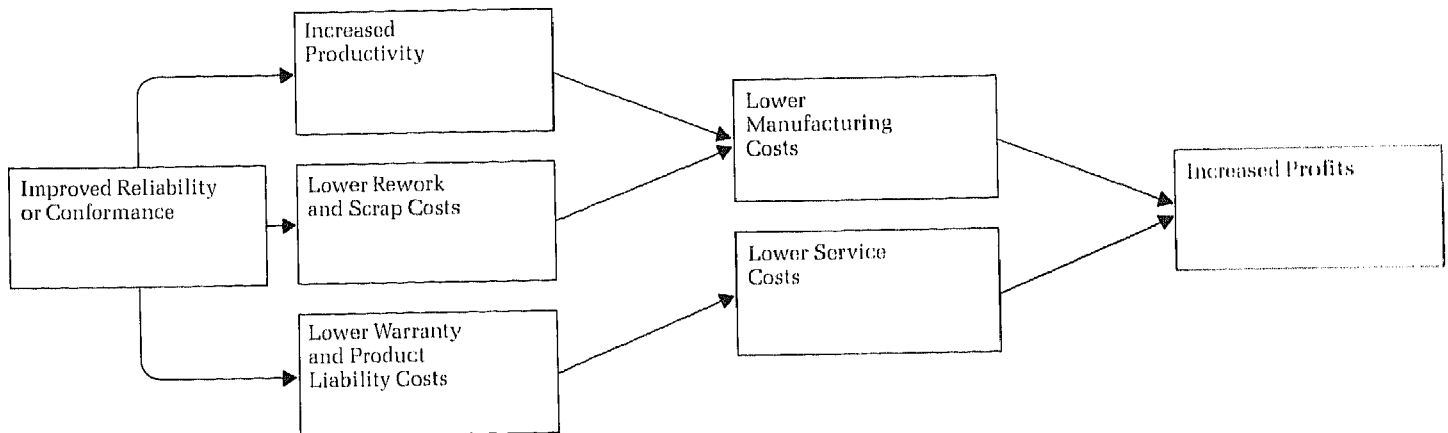 Increased
Productivity
Improved Reliability
or Conformance
Lower Rework
and Scrap Costs
Lower Warranty
and Product
Liability Costs
Lower
Manufacturing
Costs
Lower Service
Costs
Increased Profits